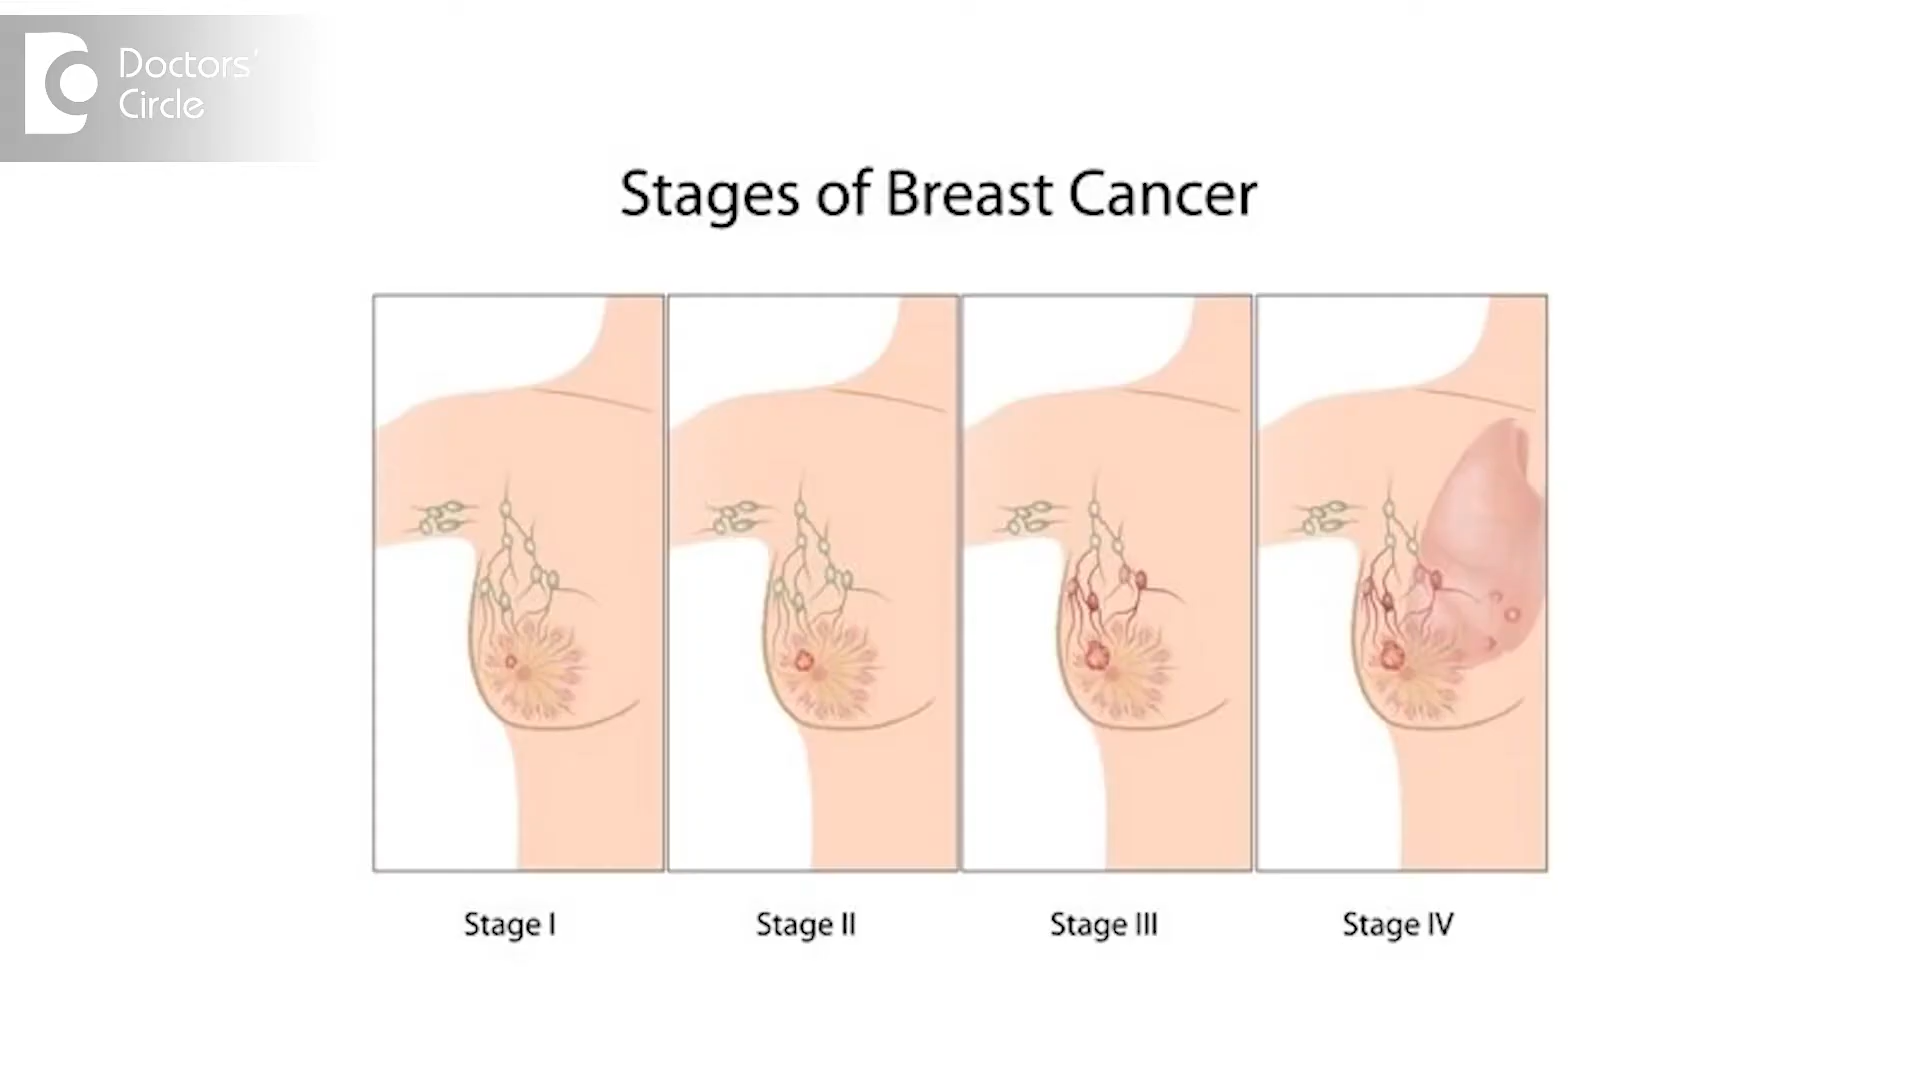 Doctors'
Circle
Stages of Breast Cancer
Stage I
Stage II
Stage III
Stage IV